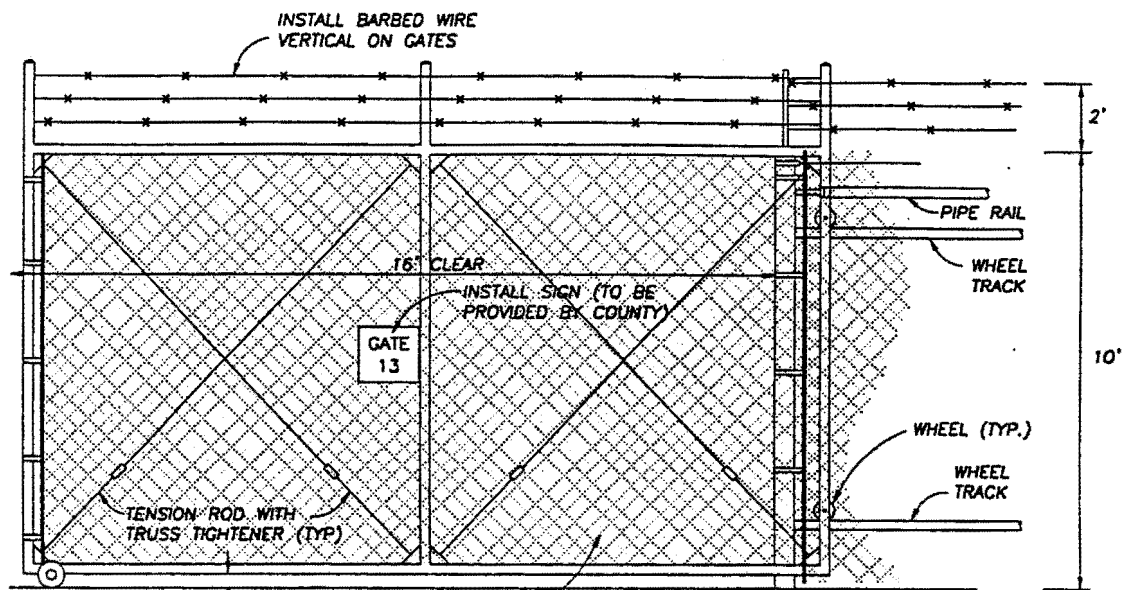 INSTALL BARBED WIRE
VERTICAL ON GATES
2'
PIPE RAIL
16' CLEAR
WHEEL
TRACK
INSTALL SIGN (TO BE
PROVIDED BY COUNTY)
GATE
13
10'
WHEEL (TYP.)
WHEEL
TRACK
TENSION ROD WITH
TRUSS TIGHTENER (TYP)